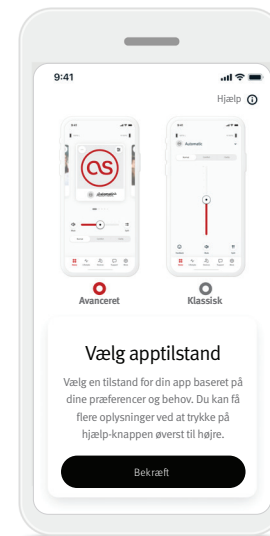 9:41
Hjælp
Automatic
Automatic
Avanceret
Klassisk
Vælg apptilstand
Vælg en tilstand for din app baseret på
dine præferencer og behov. Du kan få
flere oplysninger ved at trykke på
hjælp-knappen øverst til højre.
Bekræft